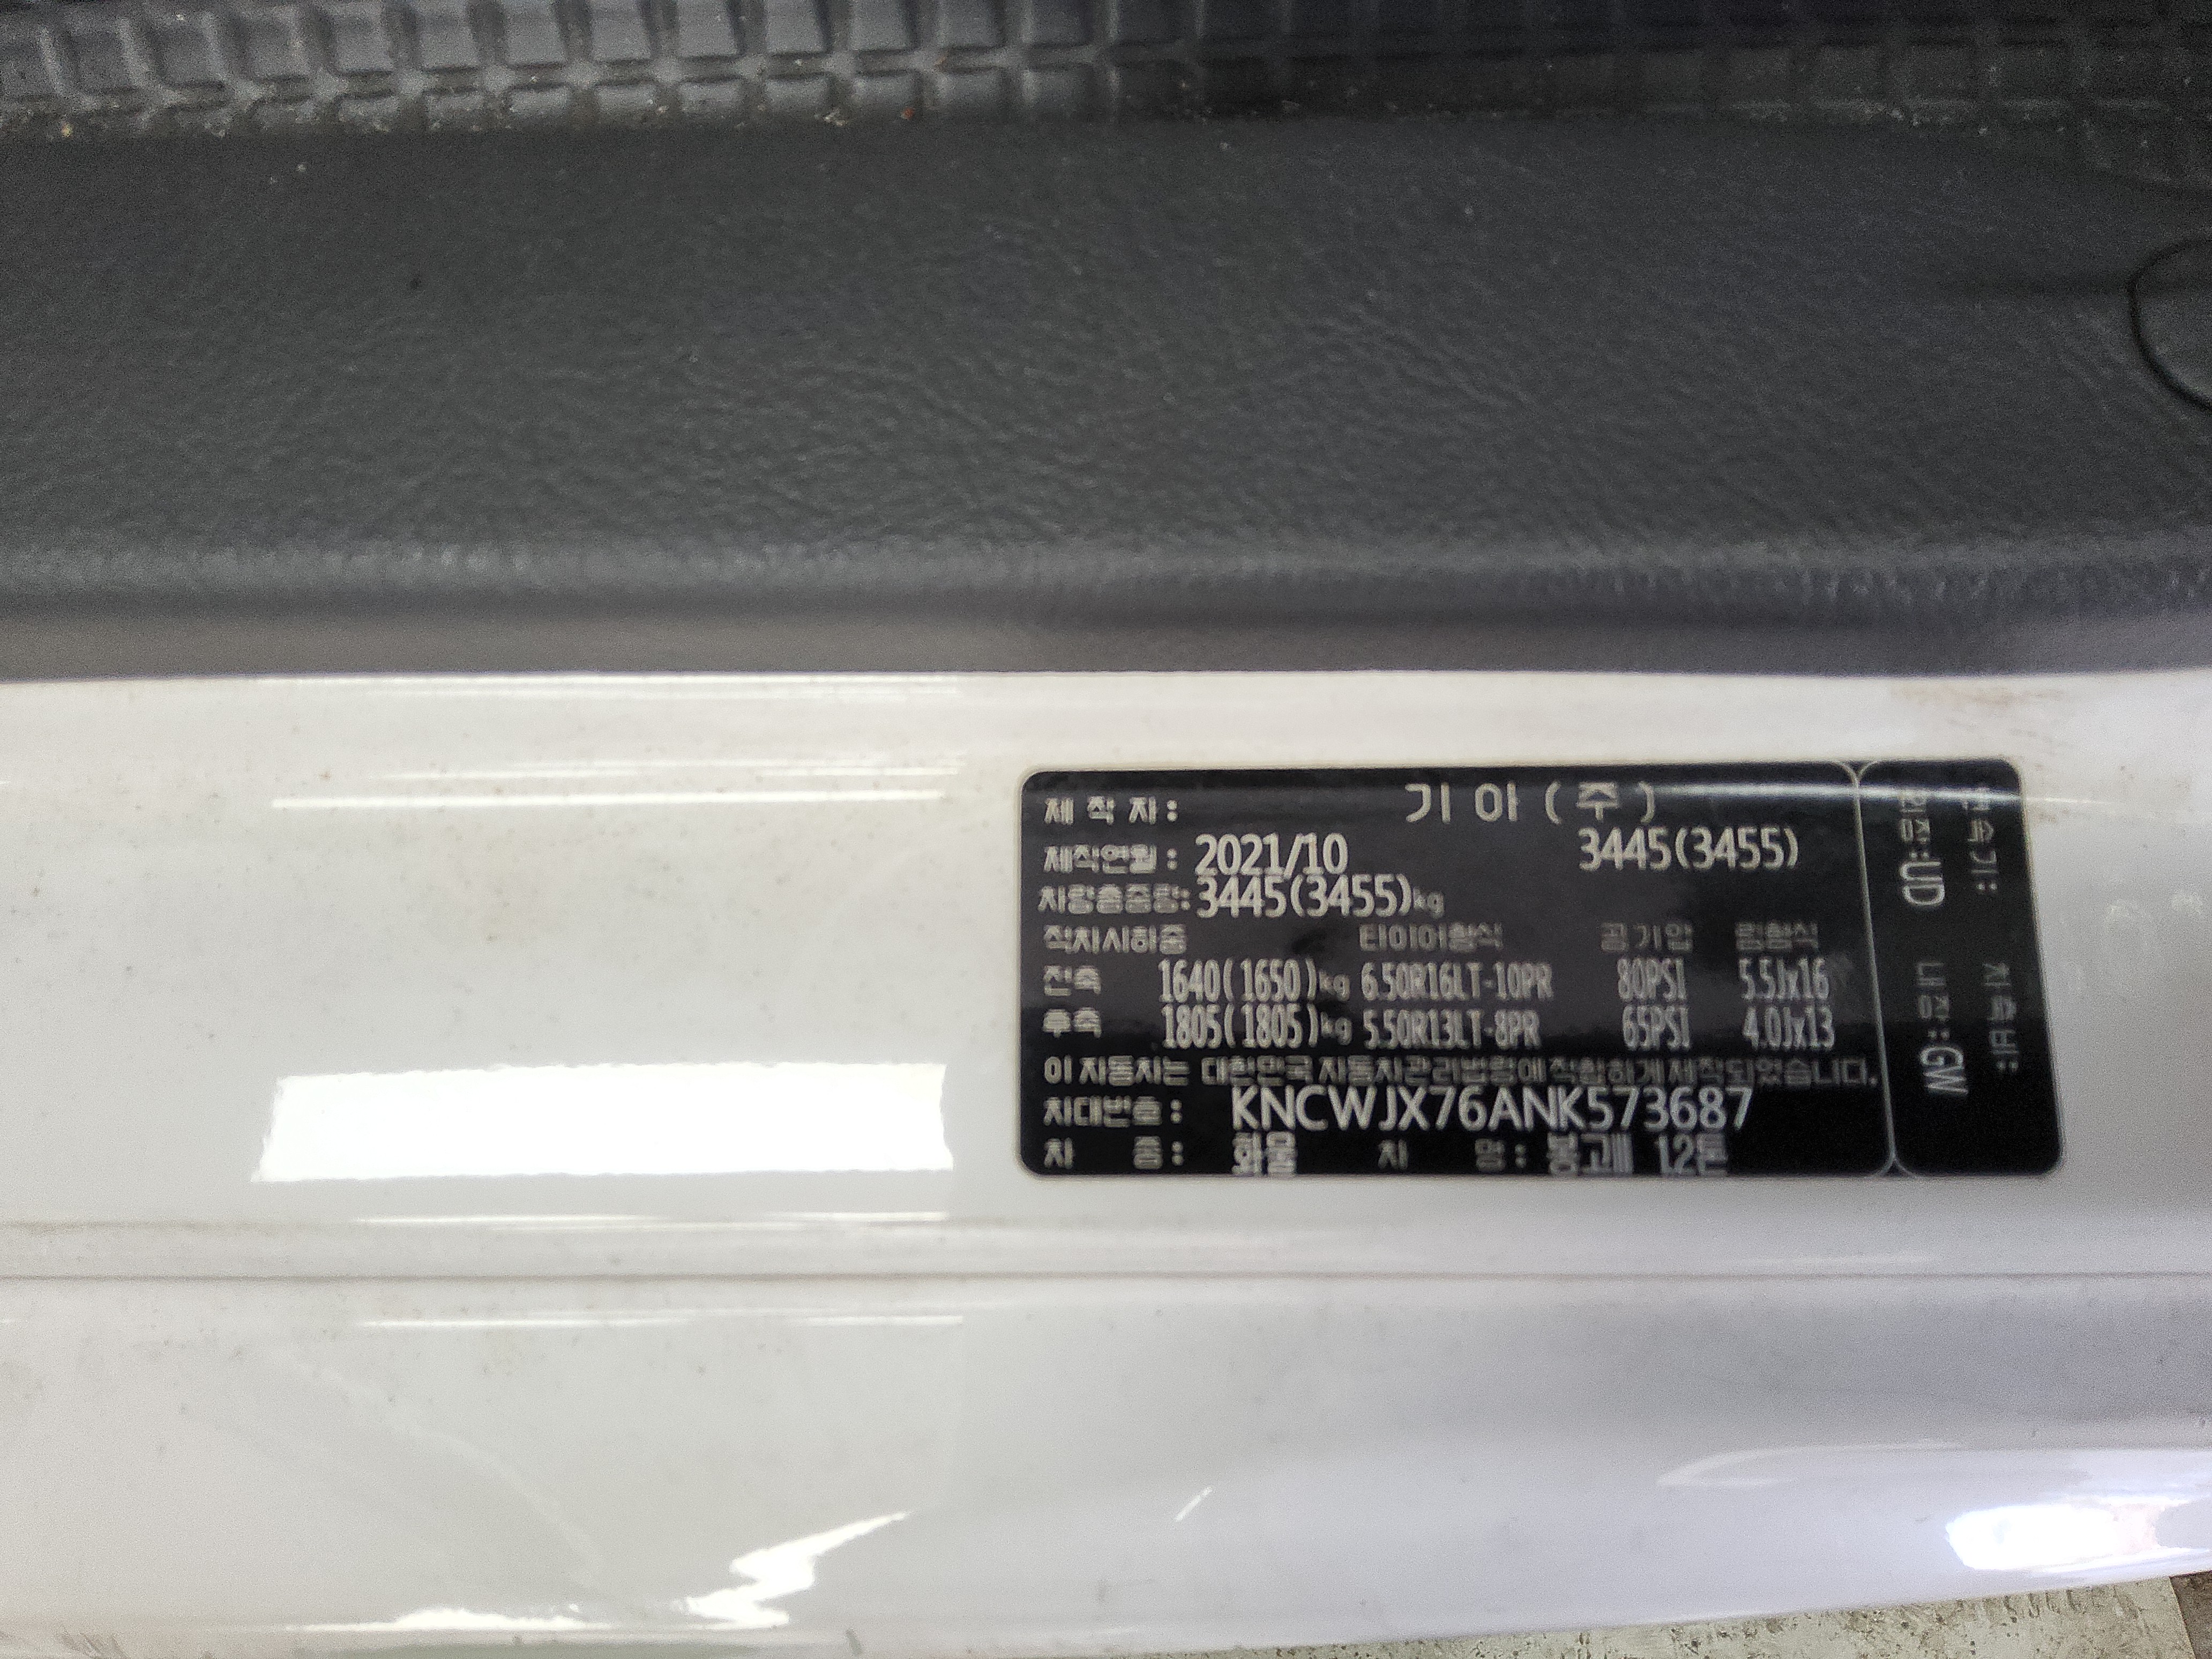 제 작 자 : 기 아 ( 주 )
제작연월 : 2021/10 3445(3455)
차량총중량: 3445(3455)kg
적차시하중 타이어형식 공기압 림형식
전축 1640(1650)kg 6.50R16LT-10PR 80PSI 5.5Jx16
후축 1805(1805)kg 5.50R13LT-8PR 65PSI 4.0Jx13
이 자동차는 대한민국 자동차관리법령에 적합하게 제작되었습니다.
차대번호 : KNCWJX76ANK573687
차 종 : 화물 차 명 : 봉고Ⅲ 1.2톤
변속기: 감속비:
외장:UD 내장:GW